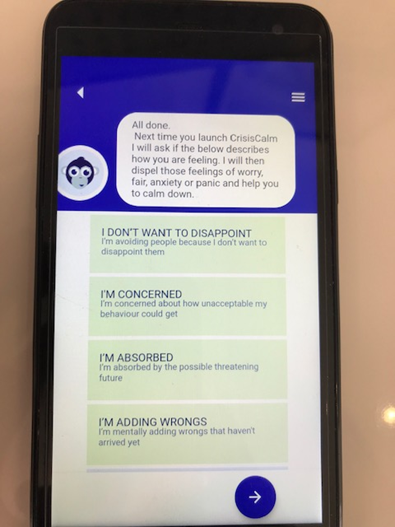 All done.
Next time you launch CrisisCalm
I will ask if the below describes
how you are feeling. I will then
dispel those feelings of worry,
fair, anxiety or panic and help you
to calm down.
I DON'T WANT TO DISAPPOINT
I'm avoiding people because I don't want to
disappoint them
I'M CONCERNED
I'm concerned about how unacceptable my
behaviour could get
I'M ABSORBED
I'm absorbed by the possible threatening
future
I'M ADDING WRONGS
I'm mentally adding wrongs that haven't
arrived yet